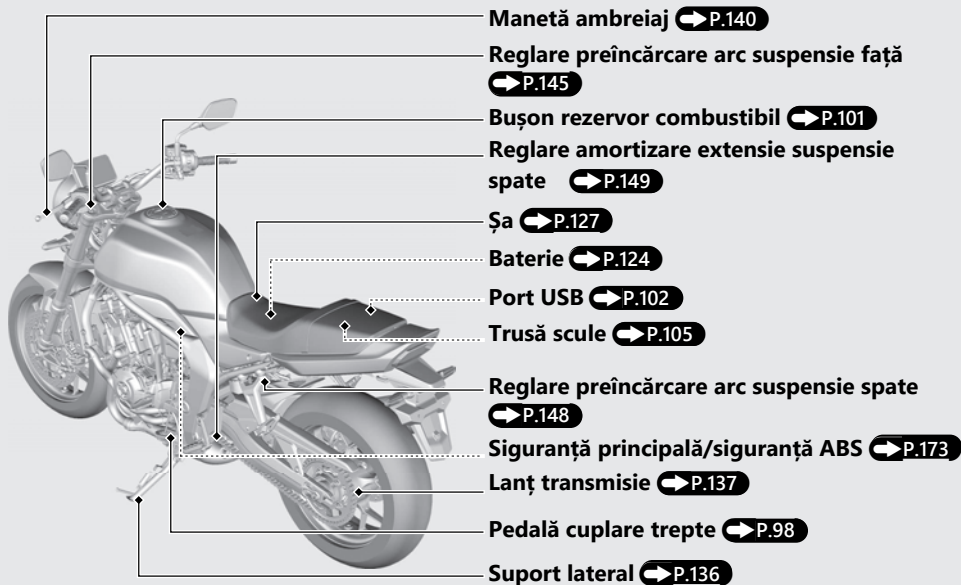 Manetă ambreiaj ➔P.140
Reglare preîncărcare arc suspensie față
➔P.145
Bușon rezervor combustibil ➔P.101
Reglare amortizare extensie suspensie
spate ➔P.149
Șa ➔P.127
Baterie ➔P.124
Port USB ➔P.102
Trusă scule ➔P.105
Reglare preîncărcare arc suspensie spate
➔P.148
Siguranță principală/siguranță ABS ➔P.173
Lanț transmisie ➔P.137
Pedală cuplare trepte ➔P.98
Suport lateral ➔P.136